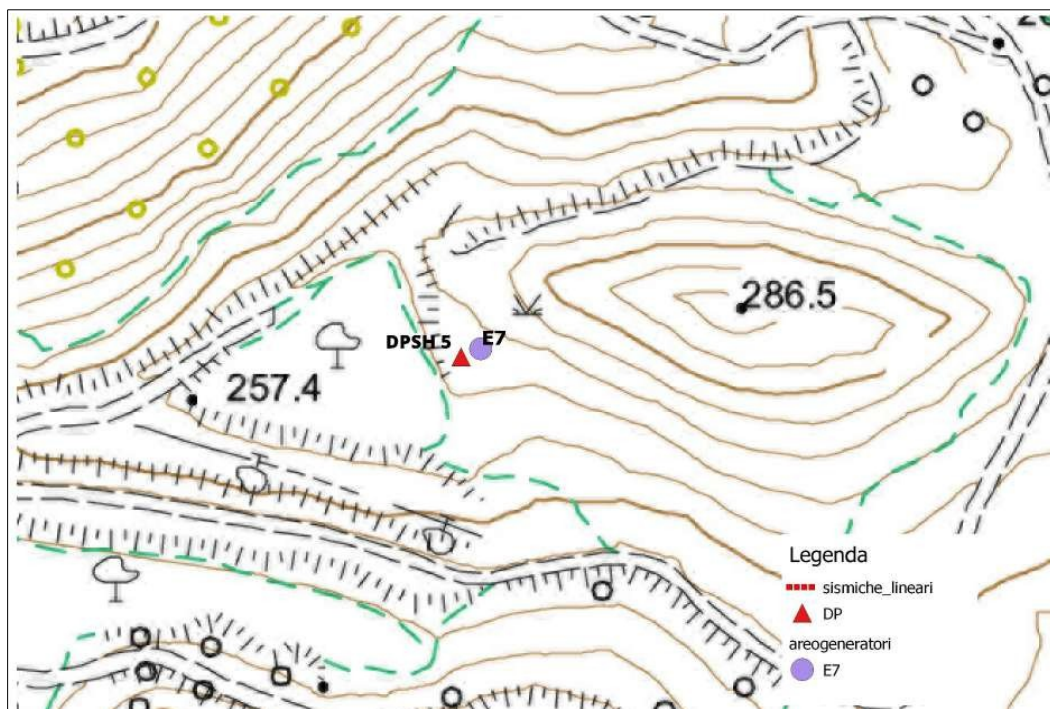 286.5
DPSH 5
E7
257.4
Legenda
sismiche_lineari
DP
areogeneratori
E7